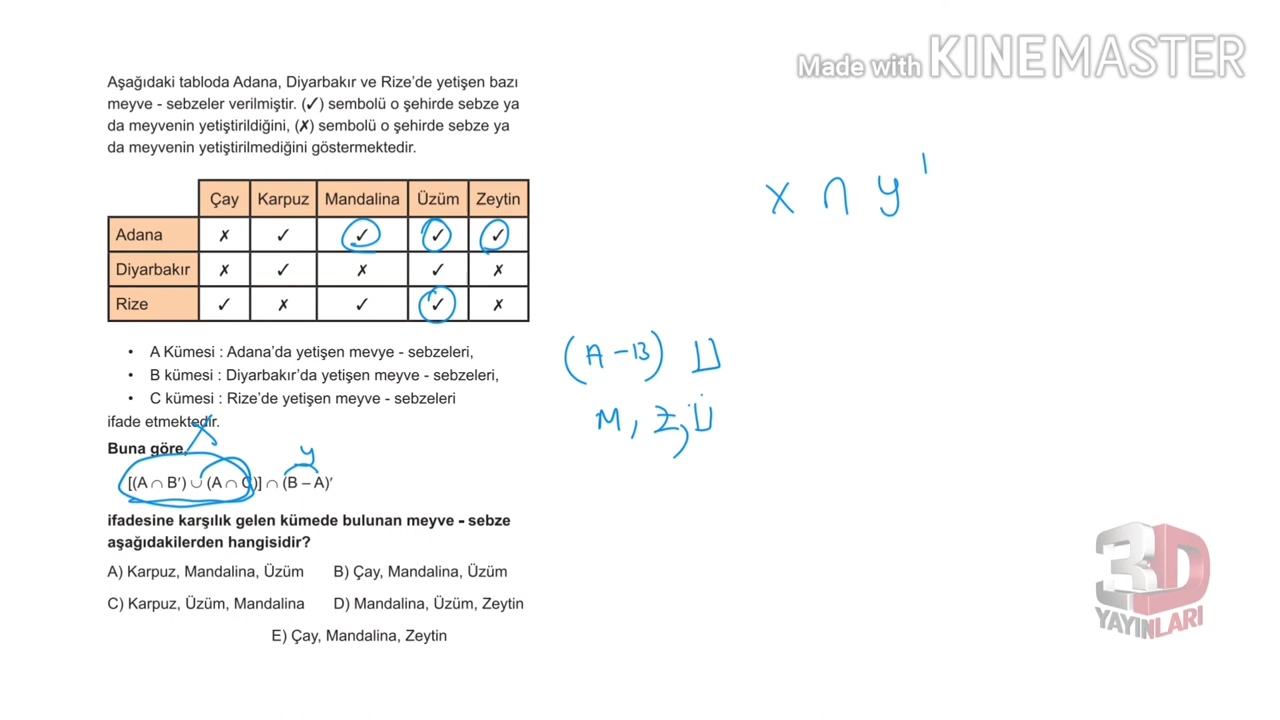 Made with KINEMASTER
Aşağıdaki tabloda Adana, Diyarbakır ve Rize'de yetişen bazı
meyve - sebzeler verilmiştir. (✓) sembolü o şehirde sebze ya
da meyvenin yetiştirildiğini, (✗) sembolü o şehirde sebze ya
da meyvenin yetiştirilmediğini göstermektedir.
Çay Karpuz Mandalina Üzüm Zeytin
Adana ✗ ✓ ✓ ✓ ✓
Diyarbakır ✗ ✓ ✗ ✓ ✗
Rize ✓ ✗ ✓ ✓ ✗
x ∩ y'
• A Kümesi : Adana'da yetişen mevye - sebzeleri,
• B kümesi : Diyarbakır'da yetişen meyve - sebzeleri,
• C kümesi : Rize'de yetişen meyve - sebzeleri
ifade etmektedir.
(A - B) ∪
M, Z, Ü
Buna göre,
x
y
[(A ∩ B') ∪ (A ∩ C)] ∩ (B – A)'
ifadesine karşılık gelen kümede bulunan meyve - sebze
aşağıdakilerden hangisidir?
A) Karpuz, Mandalina, Üzüm B) Çay, Mandalina, Üzüm
C) Karpuz, Üzüm, Mandalina D) Mandalina, Üzüm, Zeytin
E) Çay, Mandalina, Zeytin
3D
YAYINLARI